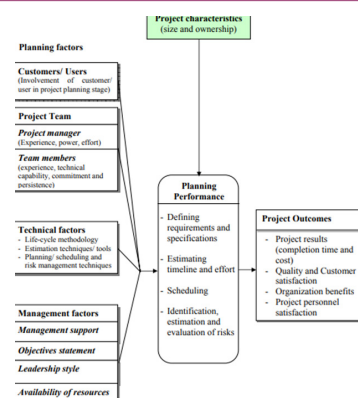 Project characteristics
(size and ownership)
Planning factors
Customers/ Users
(Involvement of customer/
user in project planning stage)
Project Team
Project manager
(Experience, power, effort)
Team members
(experience, technical
capability, commitment and
persistence)
Technical factors
- Life-cycle methodology
- Estimation techniques/ tools
- Planning/ scheduling and
risk management techniques
Management factors
Management support
Objectives statement
Leadership style
Availability of resources
Planning
Performance
- Defining
requirements and
specifications
- Estimating
timeline and effort
- Scheduling
- Identification,
estimation and
evaluation of risks
Project Outcomes
- Project results
(completion time and
cost)
- Quality and Customer
satisfaction
- Organization benefits
- Project personnel
satisfaction